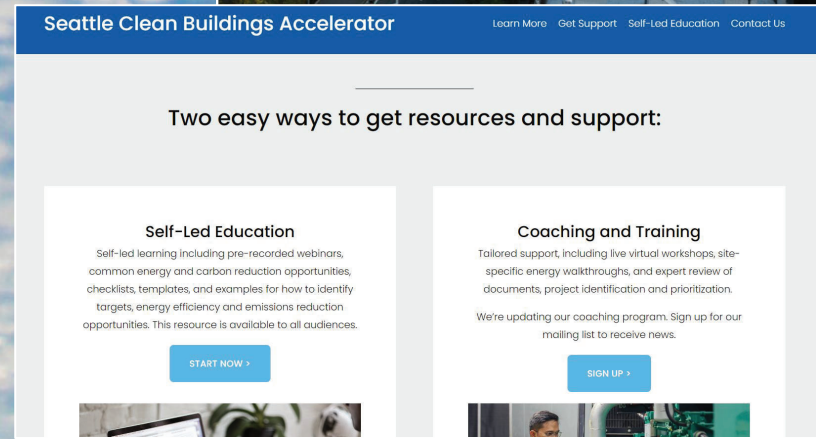 Seattle Clean Buildings Accelerator
Learn More Get Support Self-Led Education Contact Us
Two easy ways to get resources and support:
Self-Led Education
Self-led learning including pre-recorded webinars,
common energy and carbon reduction opportunities,
checklists, templates, and examples for how to identify
targets, energy efficiency and emissions reduction
opportunities. This resource is available to all audiences.
START NOW >
Coaching and Training
Tailored support, including live virtual workshops, site-
specific energy walkthroughs, and expert review of
documents, project identification and prioritization.
We're updating our coaching program. Sign up for our
mailing list to receive news.
SIGN UP >